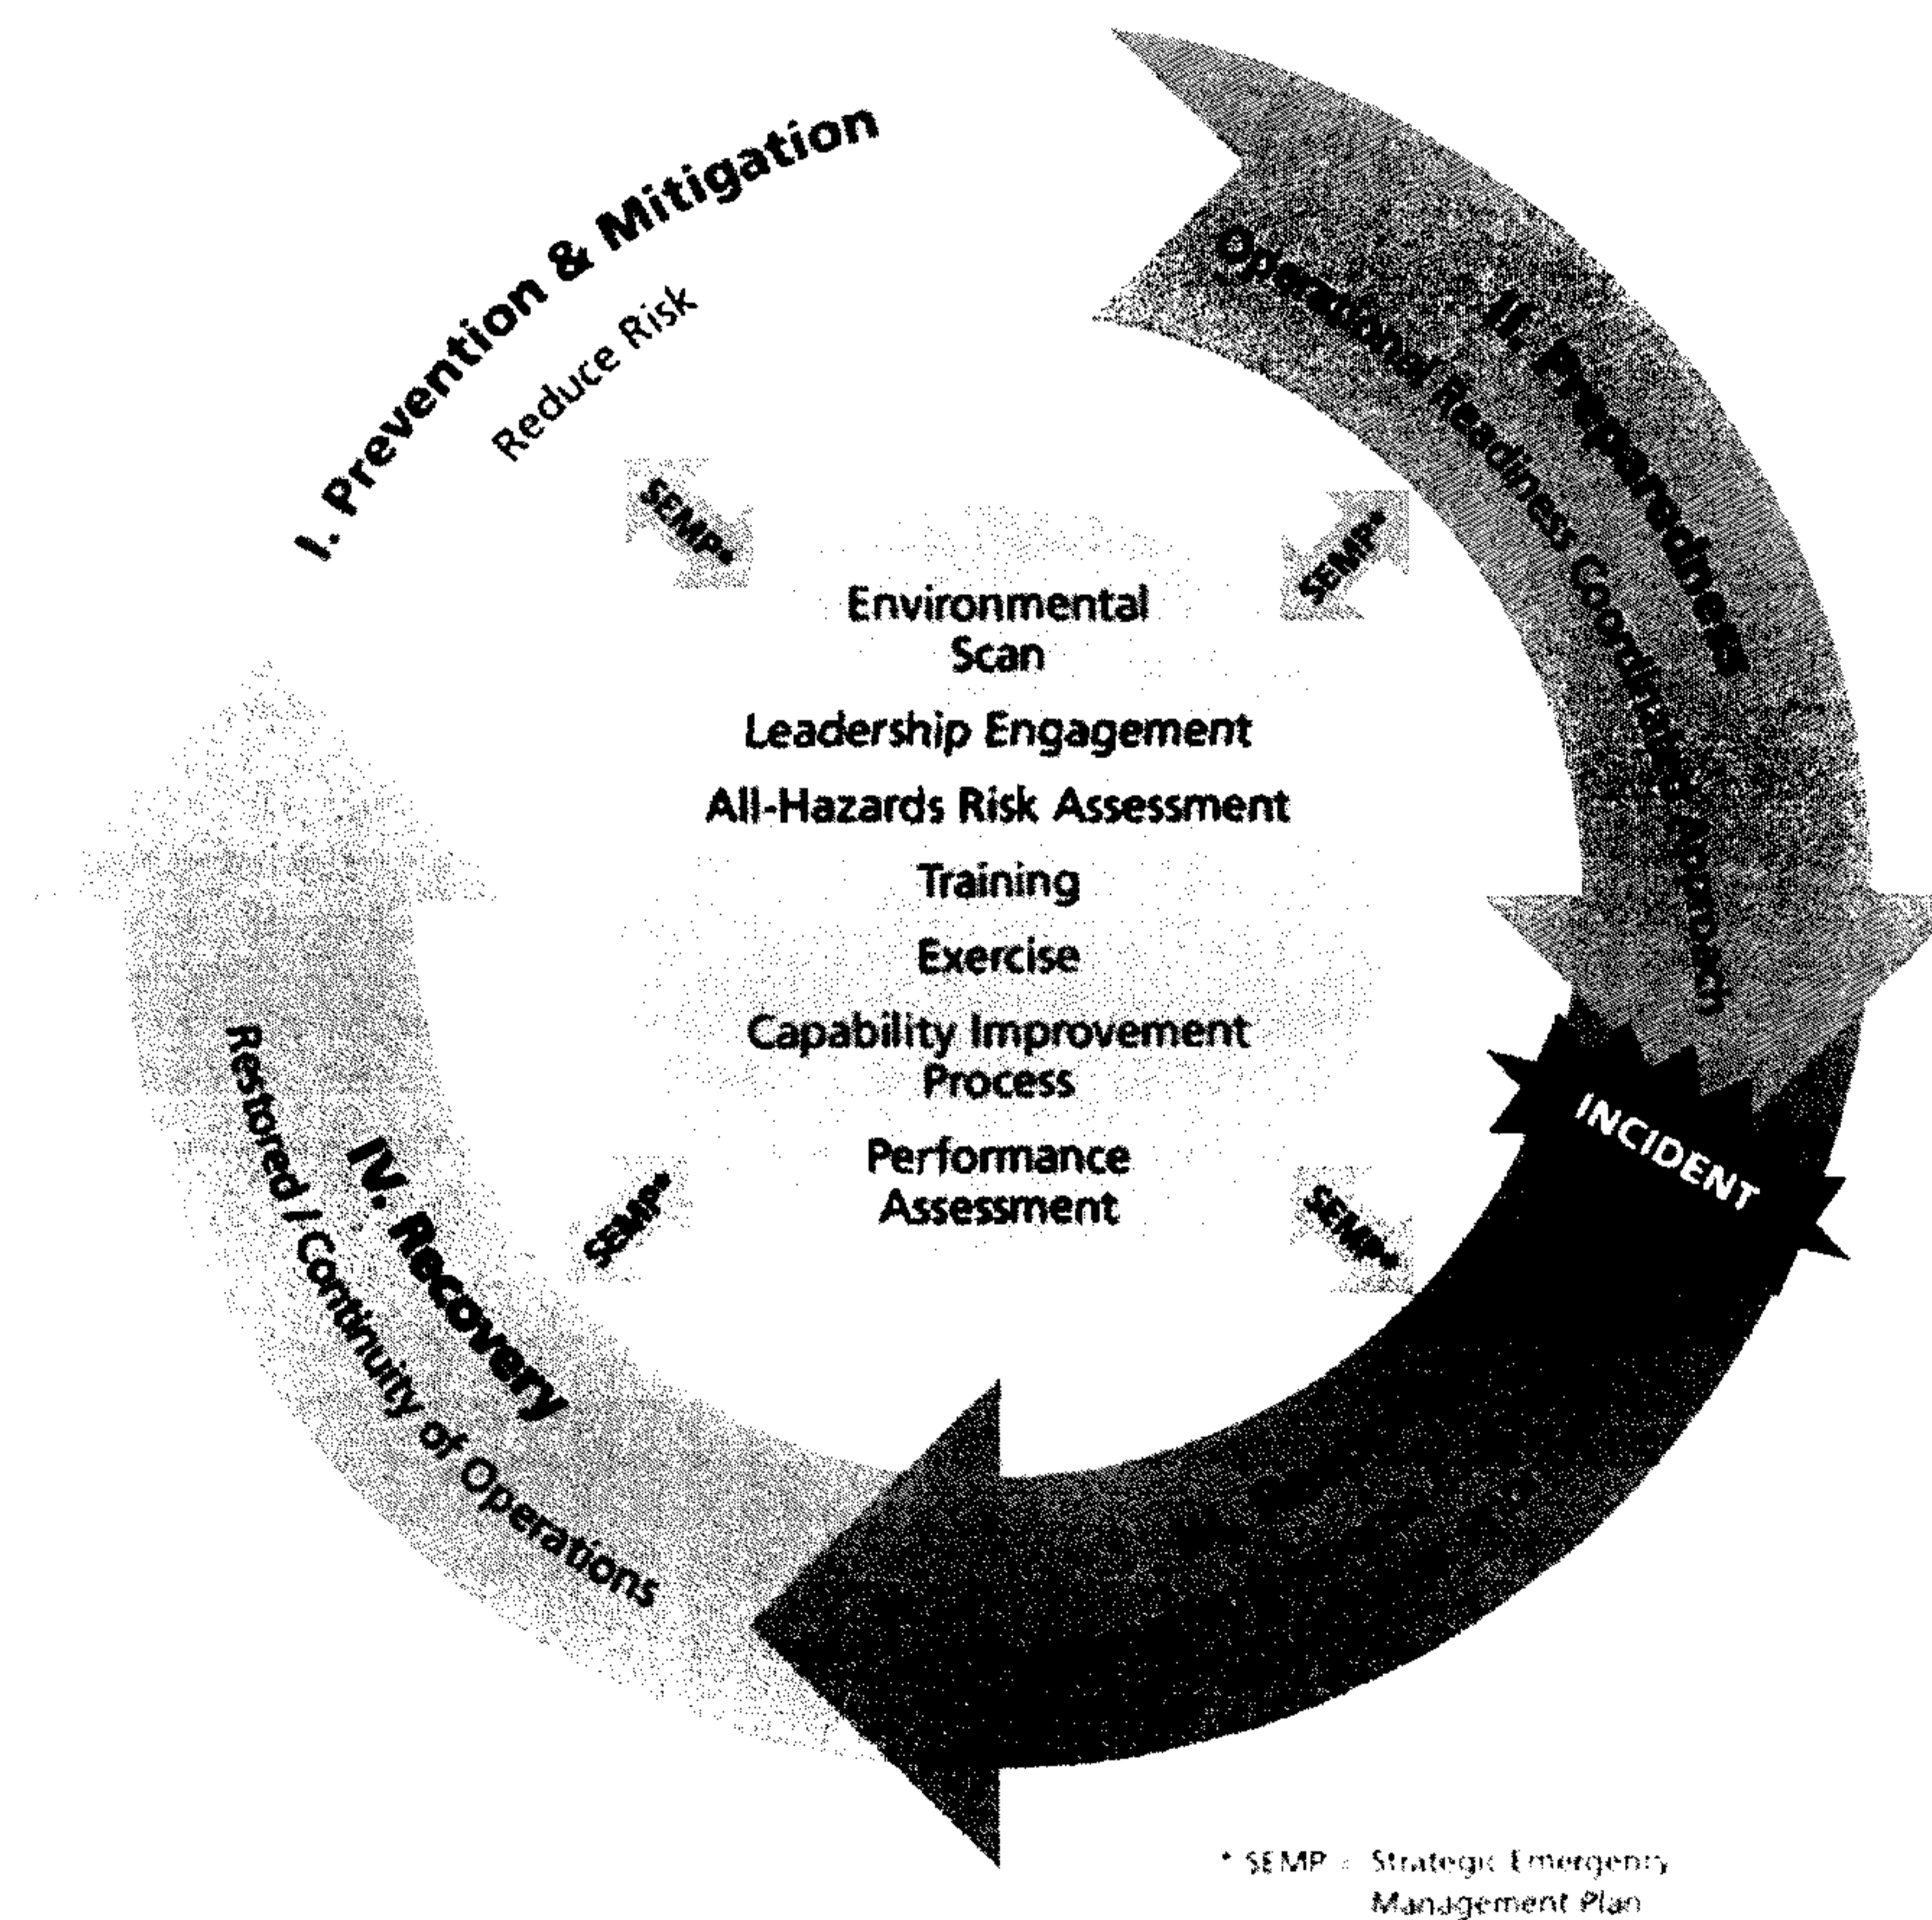 I. Prevention & Mitigation
Reduce Risk
II. Preparedness
Operational Readiness Coordinated Approach
SEMP*
SEMP*
Environmental
Scan
Leadership Engagement
All-Hazards Risk Assessment
Training
Exercise
Capability Improvement
Process
Performance
Assessment
INCIDENT
SEMP*
SEMP*
IV. Recovery
Restored / Continuity of Operations
* SEMP = Strategic Emergency
Management Plan